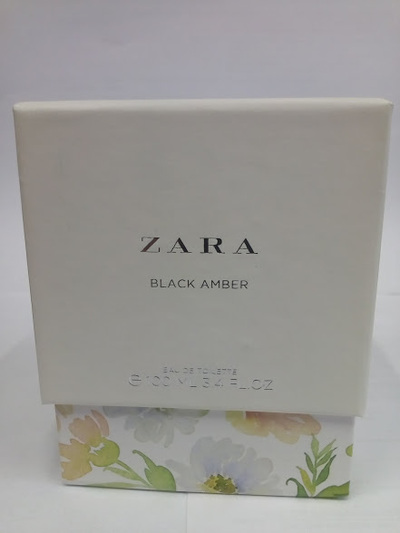 ZARA
BLACK AMBER
EAU DE TOILETTE
℮ 100 ML 3.4 FL.OZ